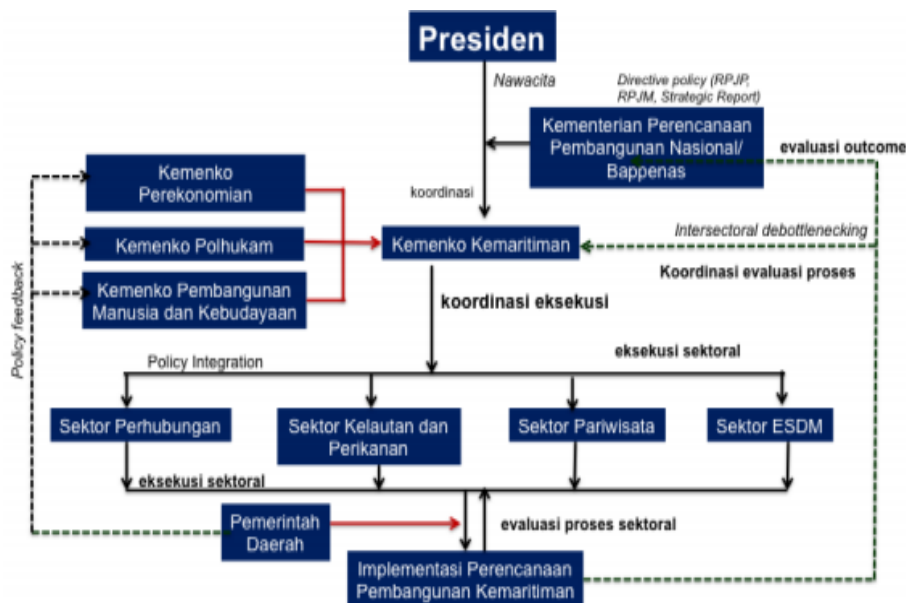 Presiden
Nawacita
Directive policy (RPJP,
RPJM, Strategic Report)
Kementerian Perencanaan
Pembangunan Nasional/
Bappenas
evaluasi outcome
Kemenko
Perekonomian
koordinasi
Kemenko Polhukam
Kemenko Kemaritiman
Intersectoral debottlenecking
Koordinasi evaluasi proses
Kemenko Pembangunan
Manusia dan Kebudayaan
koordinasi eksekusi
Policy feedback
Policy Integration
eksekusi sektoral
Sektor Perhubungan
Sektor Kelautan dan
Perikanan
Sektor Pariwisata
Sektor ESDM
eksekusi sektoral
Pemerintah
Daerah
evaluasi proses sektoral
Implementasi Perencanaan
Pembangunan Kemaritiman